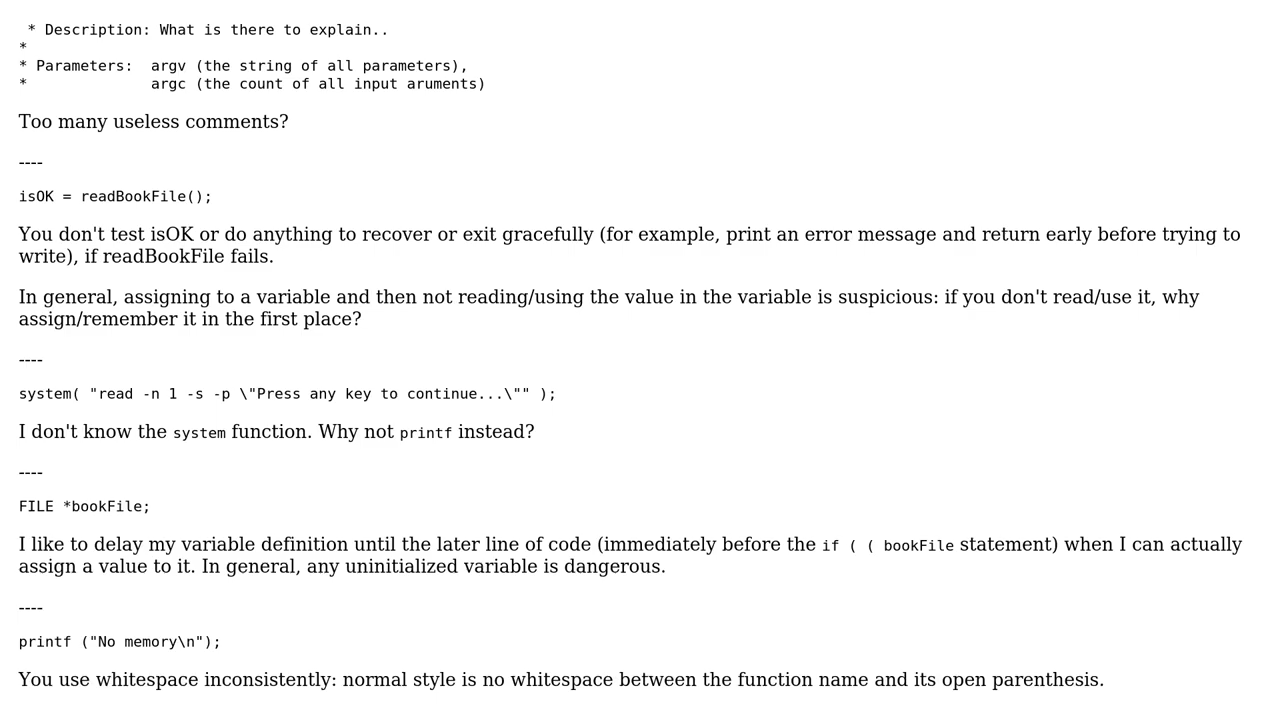 * Description: What is there to explain..
*
* Parameters:  argv (the string of all parameters),
*              argc (the count of all input aruments)
Too many useless comments?
----
isOK = readBookFile();
You don't test isOK or do anything to recover or exit gracefully (for example, print an error message and return early before trying to
write), if readBookFile fails.
In general, assigning to a variable and then not reading/using the value in the variable is suspicious: if you don't read/use it, why
assign/remember it in the first place?
----
system( "read -n 1 -s -p \"Press any key to continue...\"" );
I don't know the system function. Why not printf instead?
----
FILE *bookFile;
I like to delay my variable definition until the later line of code (immediately before the if ( ( bookFile statement) when I can actually
assign a value to it. In general, any uninitialized variable is dangerous.
----
printf ("No memory\n");
You use whitespace inconsistently: normal style is no whitespace between the function name and its open parenthesis.